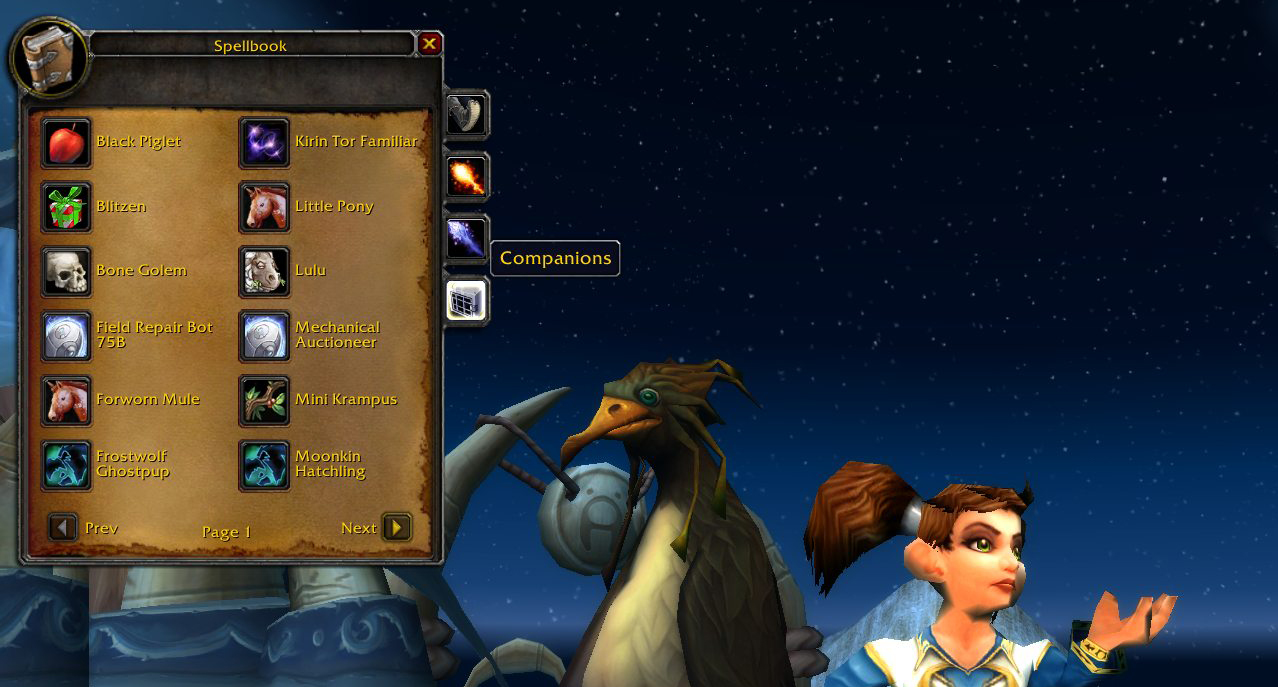 Spellbook
Black Piglet
Kirin Tor Familiar
Blitzen
Little Pony
Bone Golem
Lulu
Field Repair Bot
75B
Mechanical
Auctioneer
Forworn Mule
Mini Krampus
Frostwolf
Ghostpup
Moonkin
Hatchling
Prev
Page 1
Next
Companions